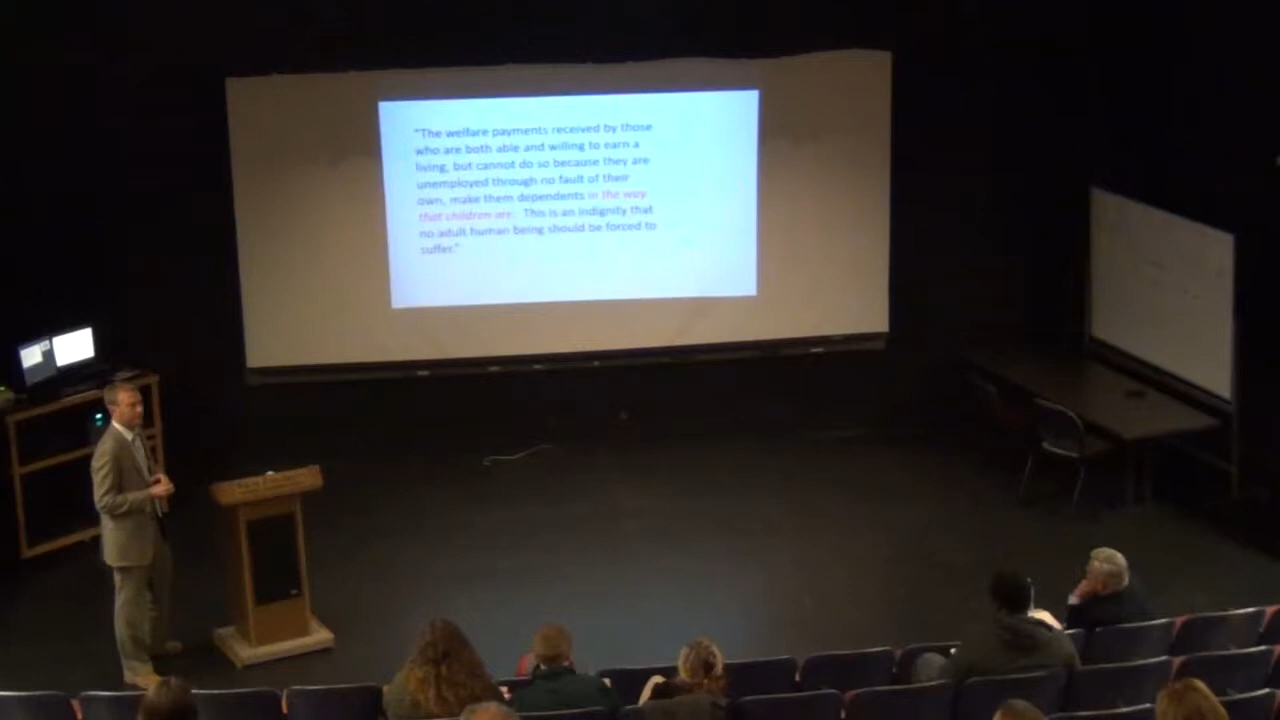 "The welfare payments received by those
who are both able and willing to earn a
living, but cannot do so because they are
unemployed through no fault of their
own, make them dependents in the way
that children are. This is an indignity that
no adult human being should be forced to
suffer."